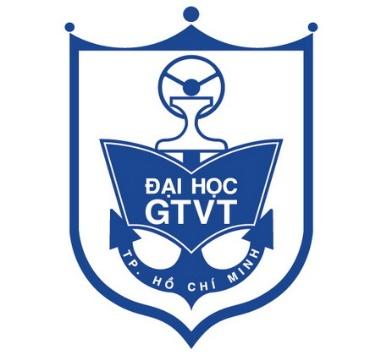 ĐẠI HỌC
GTVT
TP. HỒ CHÍ MINH